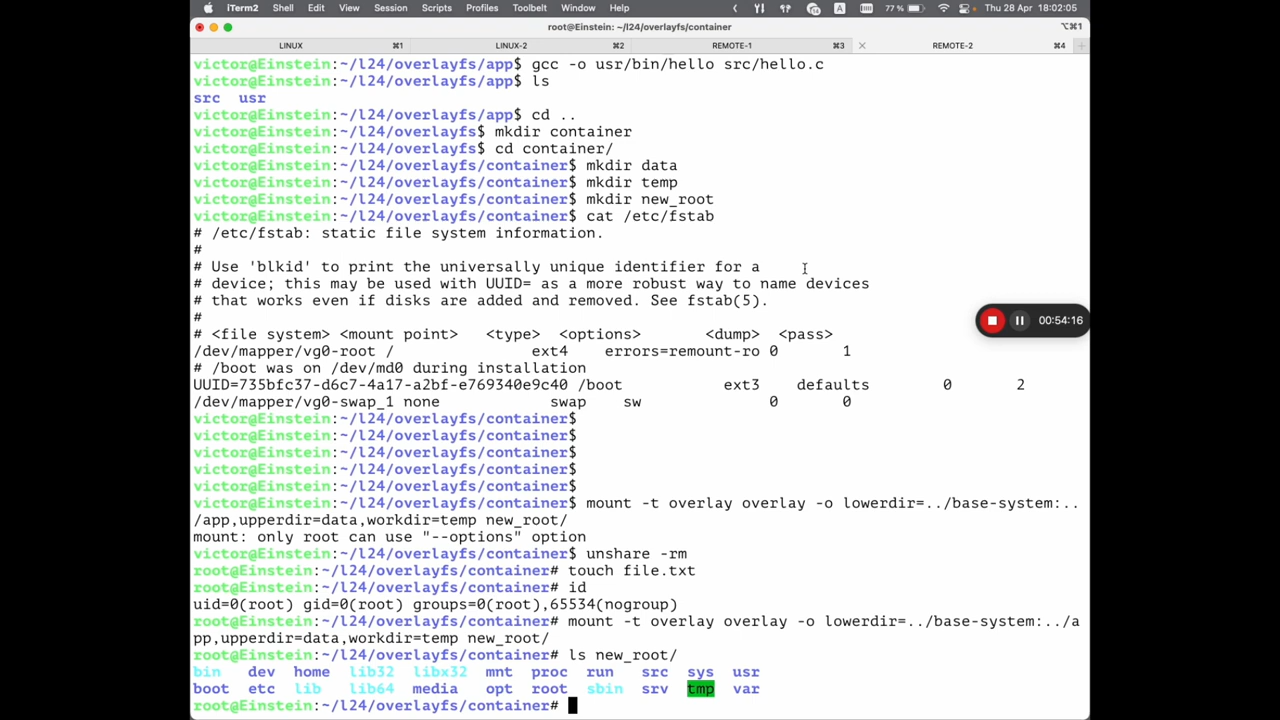 iTerm2 Shell Edit View Session Scripts Profiles Toolbelt Window Help 77 % Thu 28 Apr 18:02:05
root@Einstein:~/l24/overlayfs/container ⌥⌘1
LINUX ⌘1 LINUX-2 ⌘2 REMOTE-1 ⌘3 REMOTE-2 ⌘4
victor@Einstein:~/l24/overlayfs/app$ gcc -o usr/bin/hello src/hello.c
victor@Einstein:~/l24/overlayfs/app$ ls
src  usr
victor@Einstein:~/l24/overlayfs/app$ cd ..
victor@Einstein:~/l24/overlayfs$ mkdir container
victor@Einstein:~/l24/overlayfs$ cd container/
victor@Einstein:~/l24/overlayfs/container$ mkdir data
victor@Einstein:~/l24/overlayfs/container$ mkdir temp
victor@Einstein:~/l24/overlayfs/container$ mkdir new_root
victor@Einstein:~/l24/overlayfs/container$ cat /etc/fstab
# /etc/fstab: static file system information.
#
# Use 'blkid' to print the universally unique identifier for a
# device; this may be used with UUID= as a more robust way to name devices
# that works even if disks are added and removed. See fstab(5).
#
# <file system> <mount point>   <type>  <options>       <dump>  <pass>
/dev/mapper/vg0-root /               ext4    errors=remount-ro 0       1
# /boot was on /dev/md0 during installation
UUID=735bfc37-d6c7-4a17-a2bf-e769340e9c40 /boot           ext3    defaults        0       2
/dev/mapper/vg0-swap_1 none            swap    sw              0       0
victor@Einstein:~/l24/overlayfs/container$
victor@Einstein:~/l24/overlayfs/container$
victor@Einstein:~/l24/overlayfs/container$
victor@Einstein:~/l24/overlayfs/container$
victor@Einstein:~/l24/overlayfs/container$
victor@Einstein:~/l24/overlayfs/container$ mount -t overlay overlay -o lowerdir=../base-system:..
/app,upperdir=data,workdir=temp new_root/
mount: only root can use "--options" option
victor@Einstein:~/l24/overlayfs/container$ unshare -rm
root@Einstein:~/l24/overlayfs/container# touch file.txt
root@Einstein:~/l24/overlayfs/container# id
uid=0(root) gid=0(root) groups=0(root),65534(nogroup)
root@Einstein:~/l24/overlayfs/container# mount -t overlay overlay -o lowerdir=../base-system:../a
pp,upperdir=data,workdir=temp new_root/
root@Einstein:~/l24/overlayfs/container# ls new_root/
bin   dev  home  lib32  libx32  mnt  proc  run   src  sys  usr
boot  etc  lib   lib64  media   opt  root  sbin  srv  tmp  var
root@Einstein:~/l24/overlayfs/container#
00:54:16